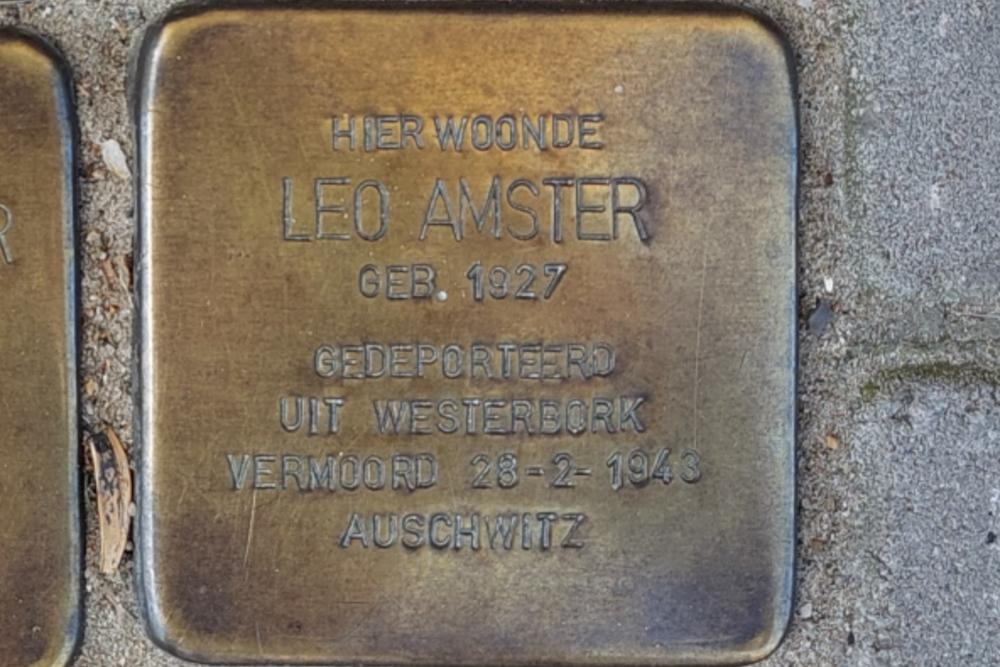 HIER WOONDE
LEO AMSTER
GEB. 1927
GEDEPORTEERD
UIT WESTERBORK
VERMOORD 28-2-1943
AUSCHWITZ
R